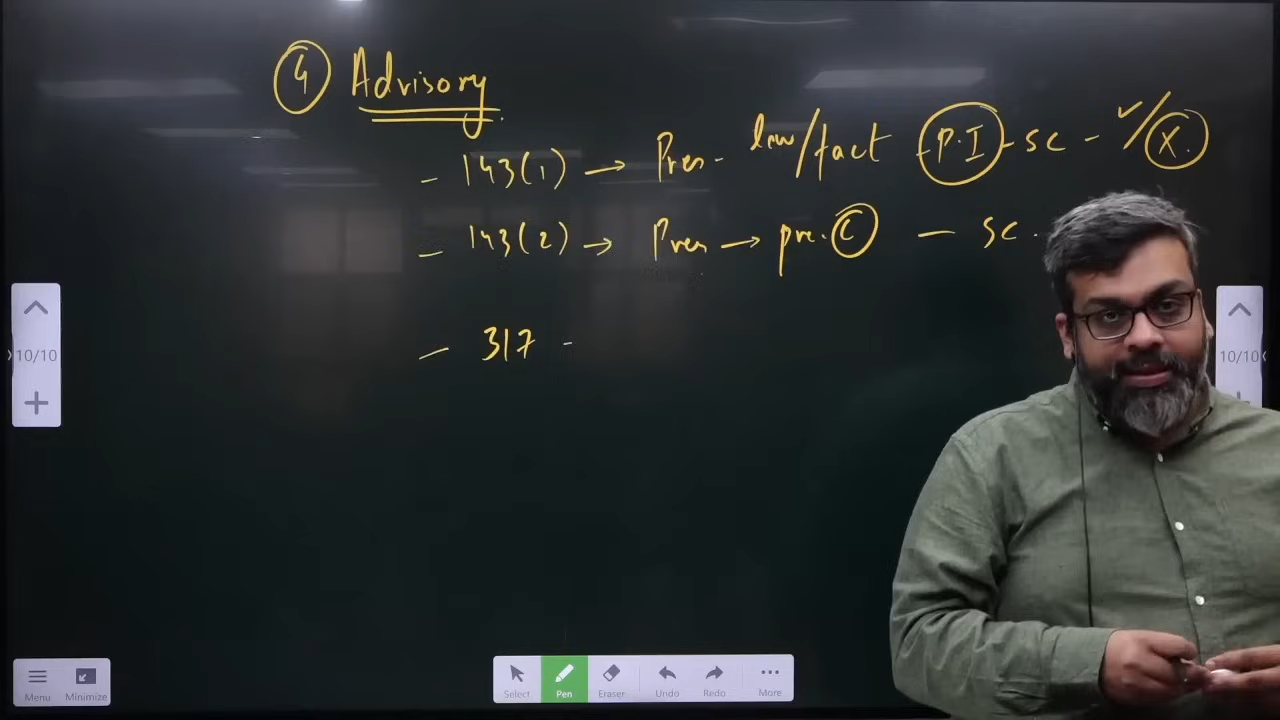 4 Advisory
- 143(1) → Pres - law/fact - P.I - SC - ✓/X.
- 143(2) → Pres → pre. C - SC.
- 317 -
10/10
10/10
Menu Minimize
Select Pen Eraser Undo Redo More